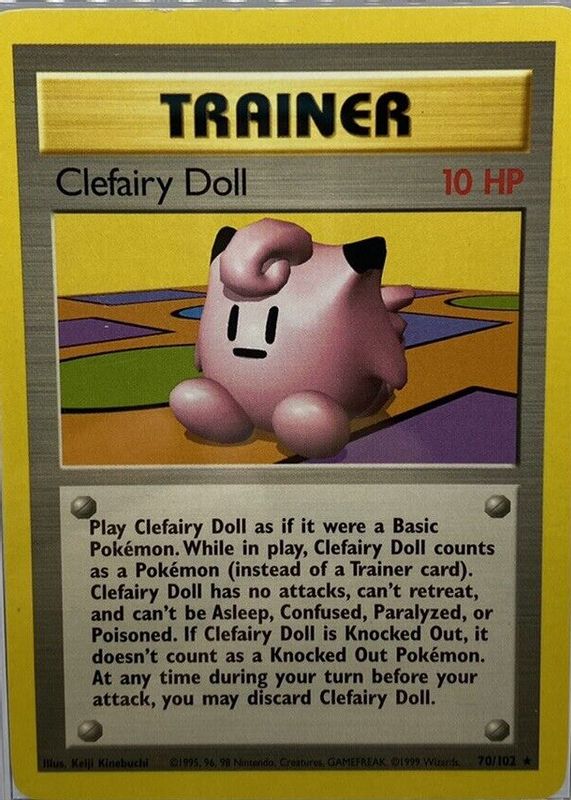 TRAINER
Clefairy Doll 10 HP
Play Clefairy Doll as if it were a Basic
Pokémon. While in play, Clefairy Doll counts
as a Pokémon (instead of a Trainer card).
Clefairy Doll has no attacks, can't retreat,
and can't be Asleep, Confused, Paralyzed, or
Poisoned. If Clefairy Doll is Knocked Out, it
doesn't count as a Knocked Out Pokémon.
At any time during your turn before your
attack, you may discard Clefairy Doll.
Illus. Keiji Kinebuchi ©1995, 96, 98 Nintendo, Creatures, GAMEFREAK. ©1999 Wizards. 70/102 ★